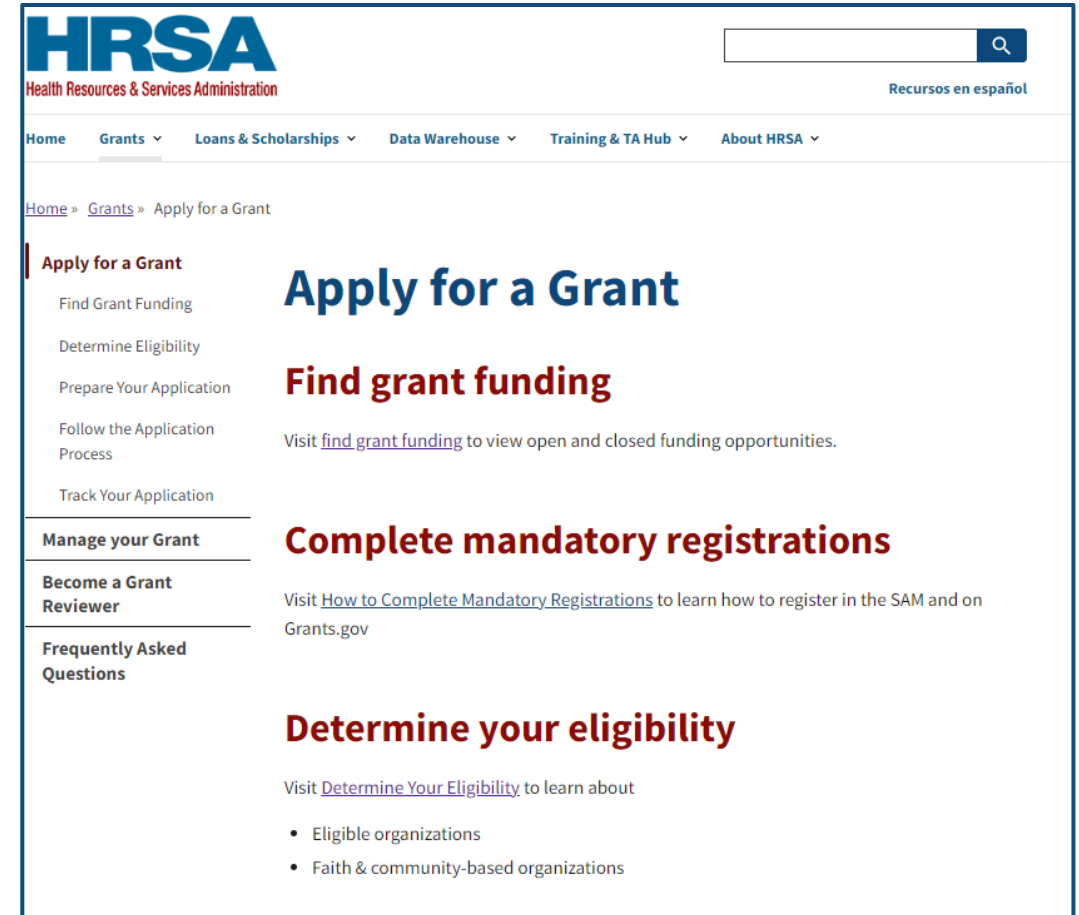 HRSA
Health Resources & Services Administration
Recursos en español
Home Grants Loans & Scholarships Data Warehouse Training & TA Hub About HRSA
Home » Grants » Apply for a Grant
Apply for a Grant
Find Grant Funding
Determine Eligibility
Prepare Your Application
Follow the Application
Process
Track Your Application
Manage your Grant
Become a Grant
Reviewer
Frequently Asked
Questions
Apply for a Grant
Find grant funding
Visit find grant funding to view open and closed funding opportunities.
Complete mandatory registrations
Visit How to Complete Mandatory Registrations to learn how to register in the SAM and on
Grants.gov
Determine your eligibility
Visit Determine Your Eligibility to learn about
• Eligible organizations
• Faith & community-based organizations